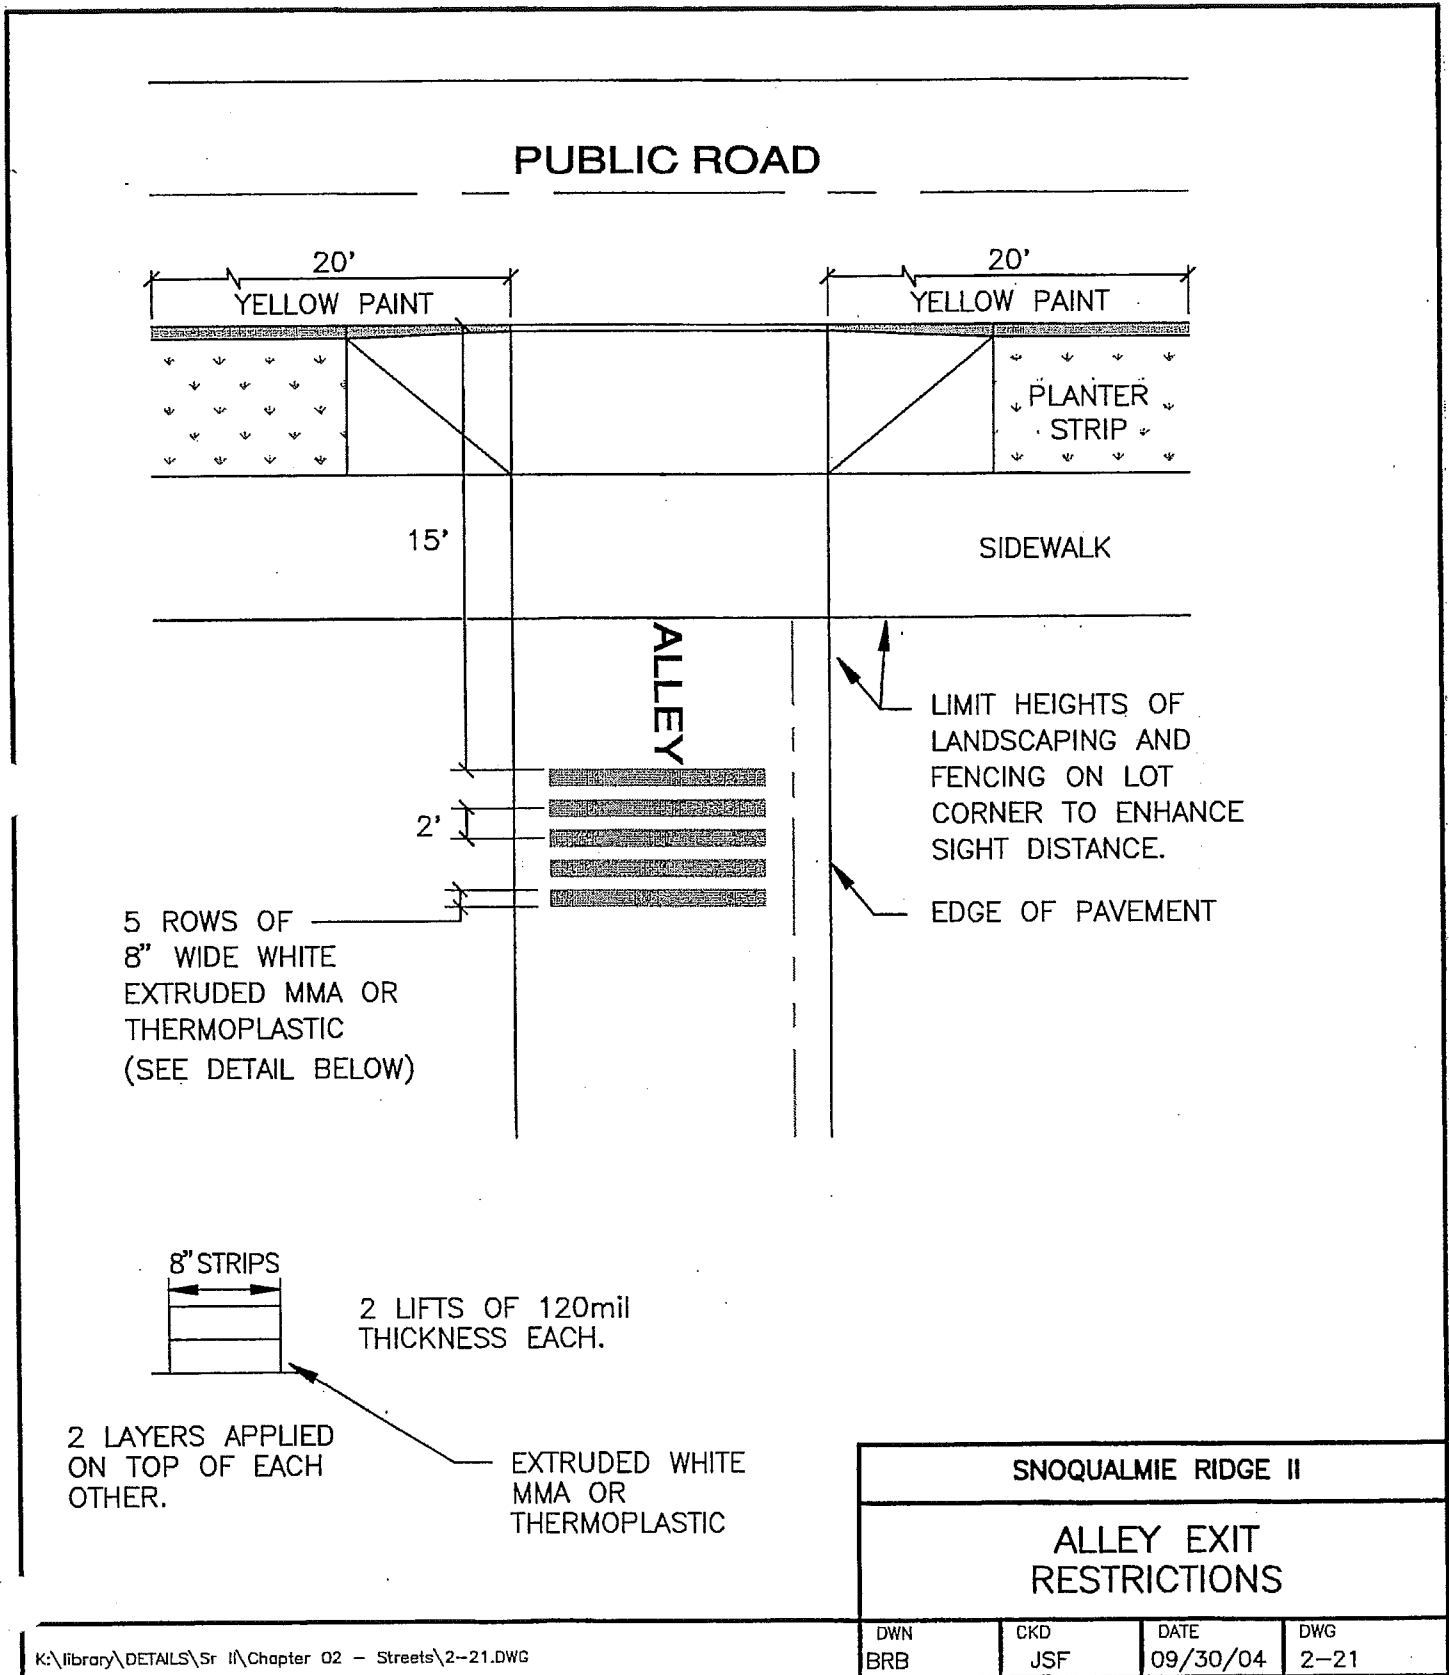 PUBLIC ROAD
20'
20'
YELLOW PAINT
YELLOW PAINT
PLANTER
STRIP
15'
SIDEWALK
ALLEY
LIMIT HEIGHTS OF
LANDSCAPING AND
FENCING ON LOT
CORNER TO ENHANCE
SIGHT DISTANCE.
2'
5 ROWS OF
8" WIDE WHITE
EXTRUDED MMA OR
THERMOPLASTIC
(SEE DETAIL BELOW)
EDGE OF PAVEMENT
8" STRIPS
2 LIFTS OF 120mil
THICKNESS EACH.
2 LAYERS APPLIED
ON TOP OF EACH
OTHER.
EXTRUDED WHITE
MMA OR
THERMOPLASTIC
SNOQUALMIE RIDGE II
ALLEY EXIT
RESTRICTIONS
DWN
BRB
CKD
JSF
DATE
09/30/04
DWG
2-21
K:\library\DETAILS\Sr II\Chapter 02 - Streets\2-21.DWG